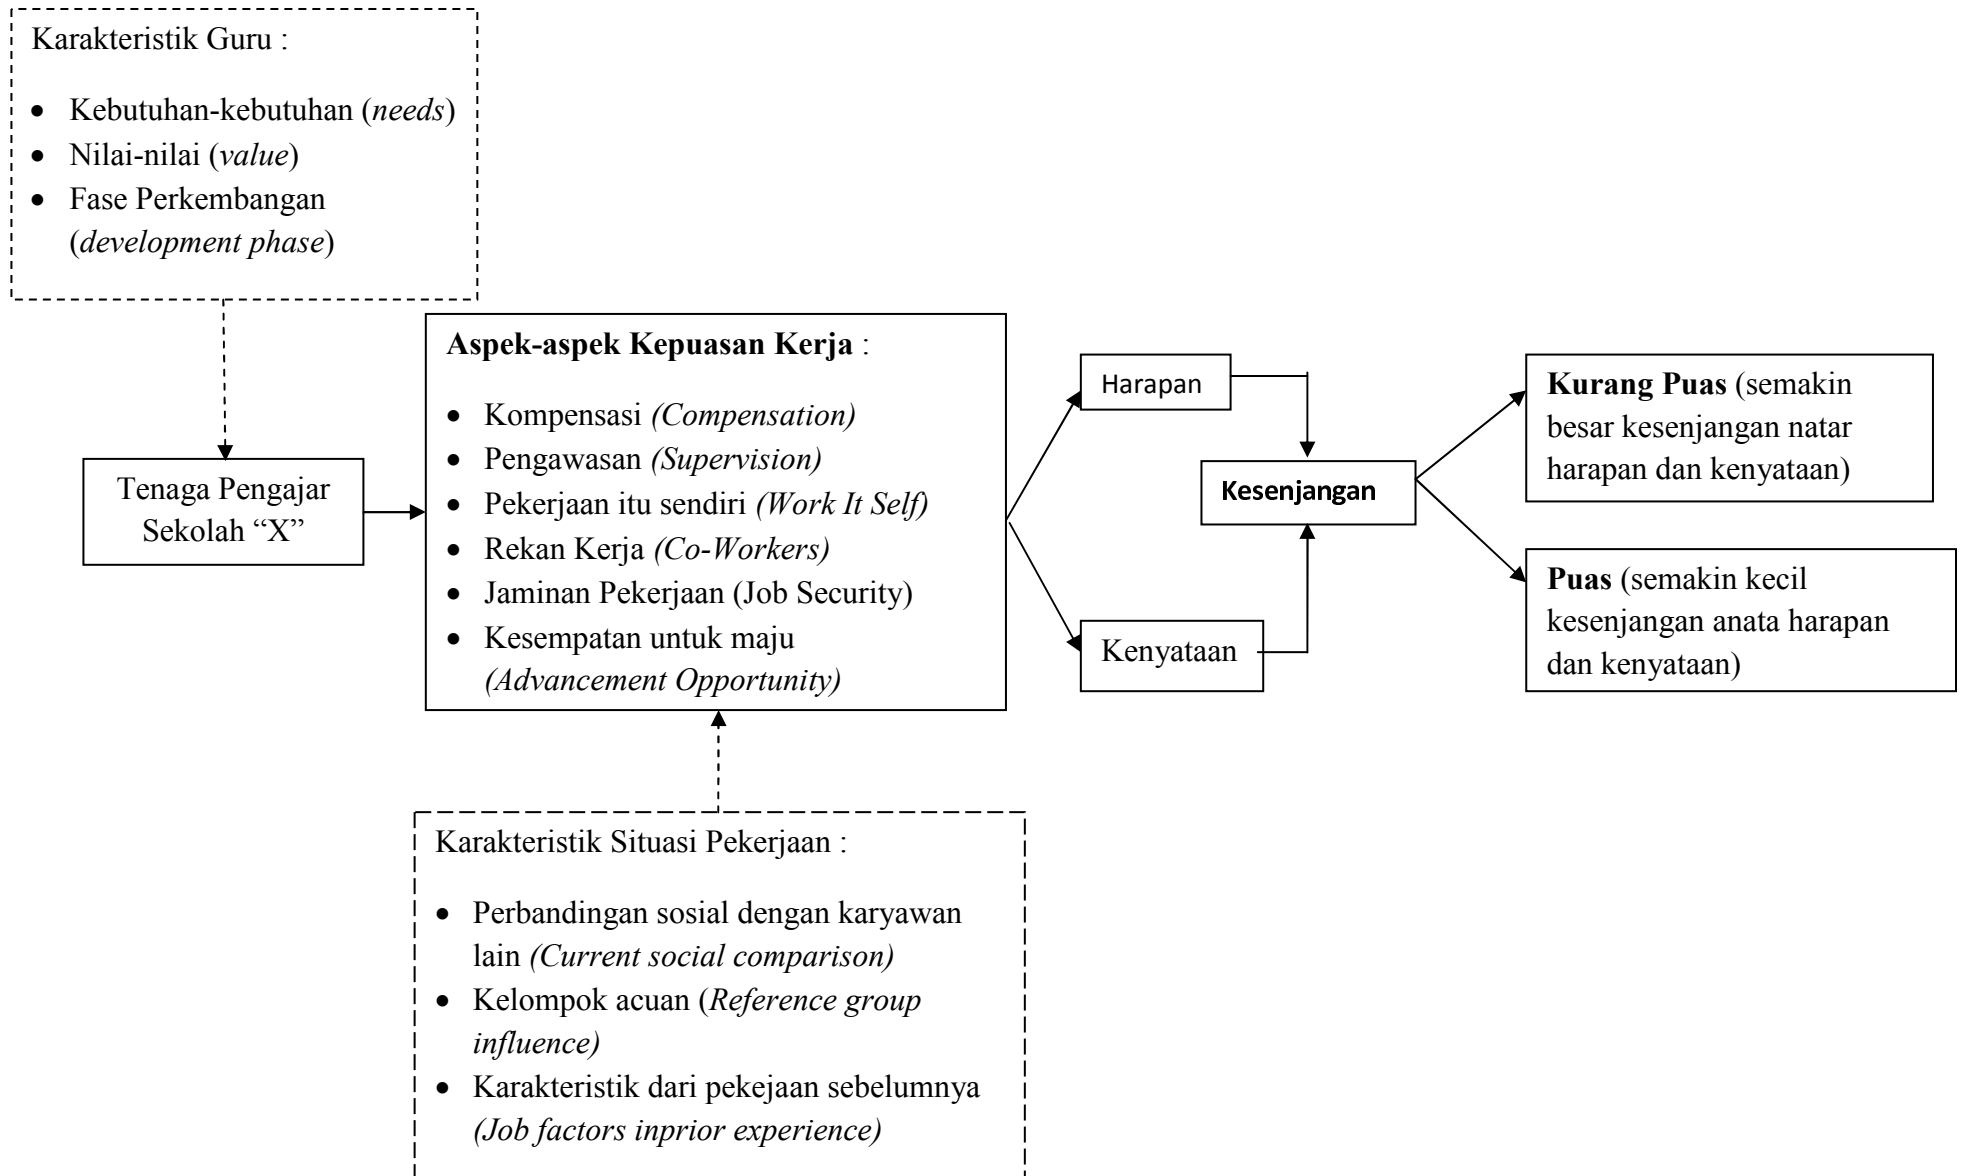 Karakteristik Guru :
• Kebutuhan-kebutuhan (needs)
• Nilai-nilai (value)
• Fase Perkembangan
(development phase)
Tenaga Pengajar
Sekolah “X”
Aspek-aspek Kepuasan Kerja :
• Kompensasi (Compensation)
• Pengawasan (Supervision)
• Pekerjaan itu sendiri (Work It Self)
• Rekan Kerja (Co-Workers)
• Jaminan Pekerjaan (Job Security)
• Kesempatan untuk maju
(Advancement Opportunity)
Harapan
Kenyataan
Kesenjangan
Kurang Puas (semakin
besar kesenjangan natar
harapan dan kenyataan)
Puas (semakin kecil
kesenjangan anata harapan
dan kenyataan)
Karakteristik Situasi Pekerjaan :
• Perbandingan sosial dengan karyawan
lain (Current social comparison)
• Kelompok acuan (Reference group
influence)
• Karakteristik dari pekejaan sebelumnya
(Job factors inprior experience)